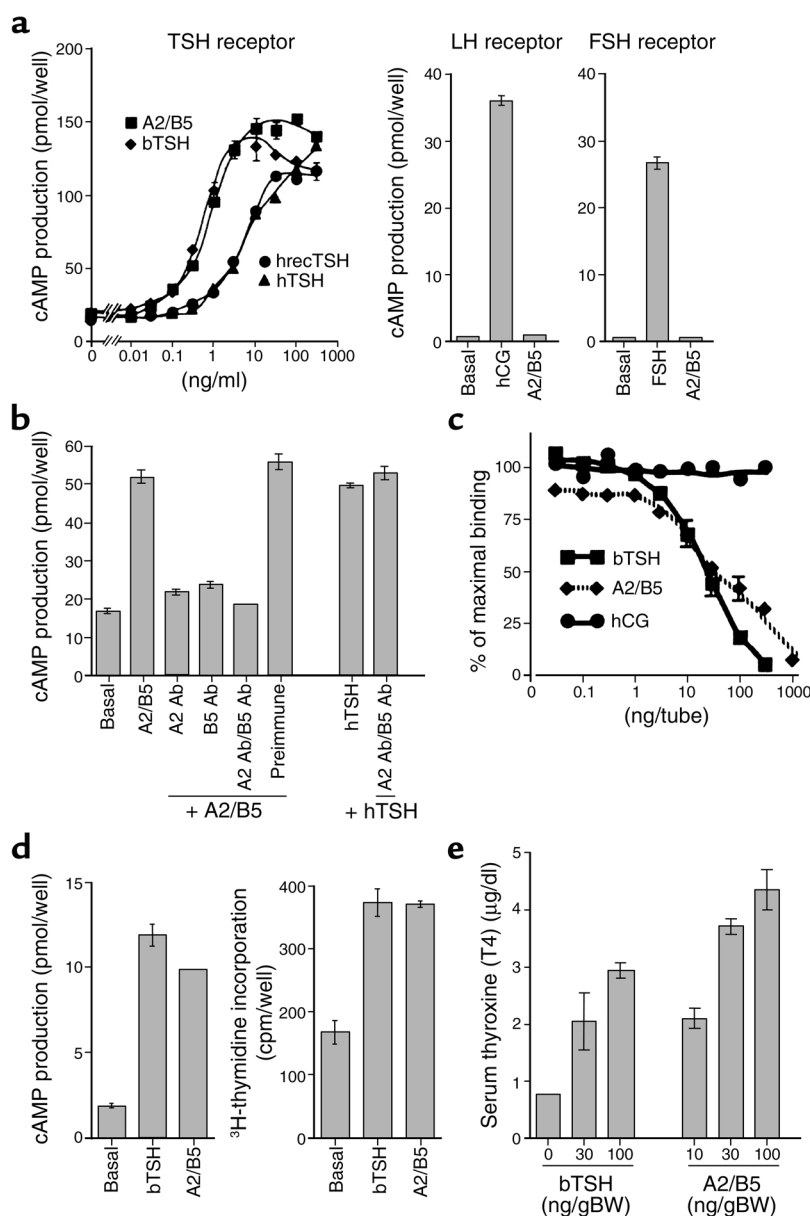 a
TSH receptor
LH receptor
FSH receptor
cAMP production (pmol/well)
200
150
100
50
0
A2/B5
bTSH
hrecTSH
hTSH
0 0.01 0.1 1 10 100 1000
(ng/ml)
cAMP production (pmol/well)
40
30
20
10
0
Basal
hCG
A2/B5
40
30
20
10
0
Basal
FSH
A2/B5
b
cAMP production (pmol/well)
60
50
40
30
20
10
0
Basal
A2/B5
A2 Ab
B5 Ab
A2 Ab/B5 Ab
Preimmune
hTSH
A2 Ab/B5 Ab
+ A2/B5
+ hTSH
c
% of maximal binding
100
75
50
25
0
bTSH
A2/B5
hCG
0 0.1 1 10 100 1000
(ng/tube)
d
cAMP production (pmol/well)
15
10
5
0
Basal
bTSH
A2/B5
³H-thymidine incorporation
(cpm/well)
400
300
200
100
0
Basal
bTSH
A2/B5
e
Serum thyroxine (T4) (µg/dl)
5
4
3
2
1
0
0 30 100
10 30 100
bTSH
(ng/gBW)
A2/B5
(ng/gBW)